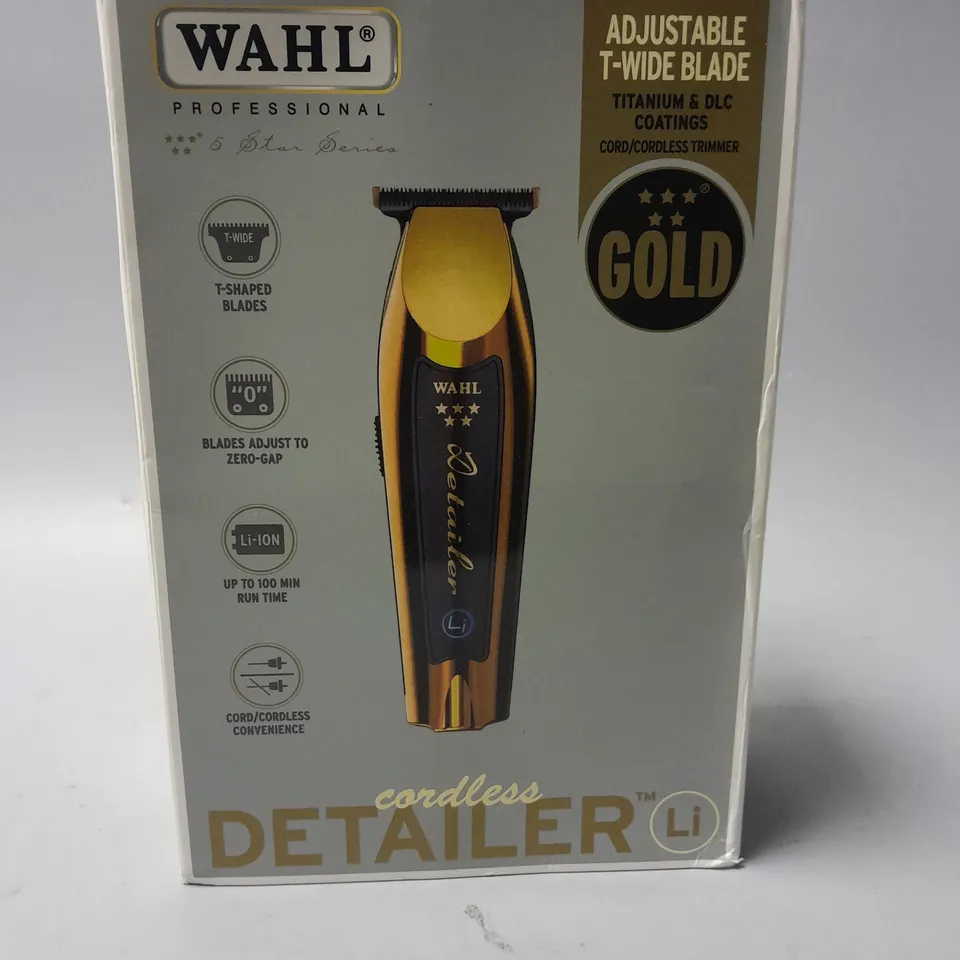 WAHL®
PROFESSIONAL
5 Star Series
ADJUSTABLE
T-WIDE BLADE
TITANIUM & DLC
COATINGS
CORD/CORDLESS TRIMMER
®
GOLD
T-WIDE
T-SHAPED
BLADES
"0"
BLADES ADJUST TO
ZERO-GAP
Li-ION
UP TO 100 MIN
RUN TIME
CORD/CORDLESS
CONVENIENCE
WAHL
Detailer
Li
cordless
DETAILER™ Li